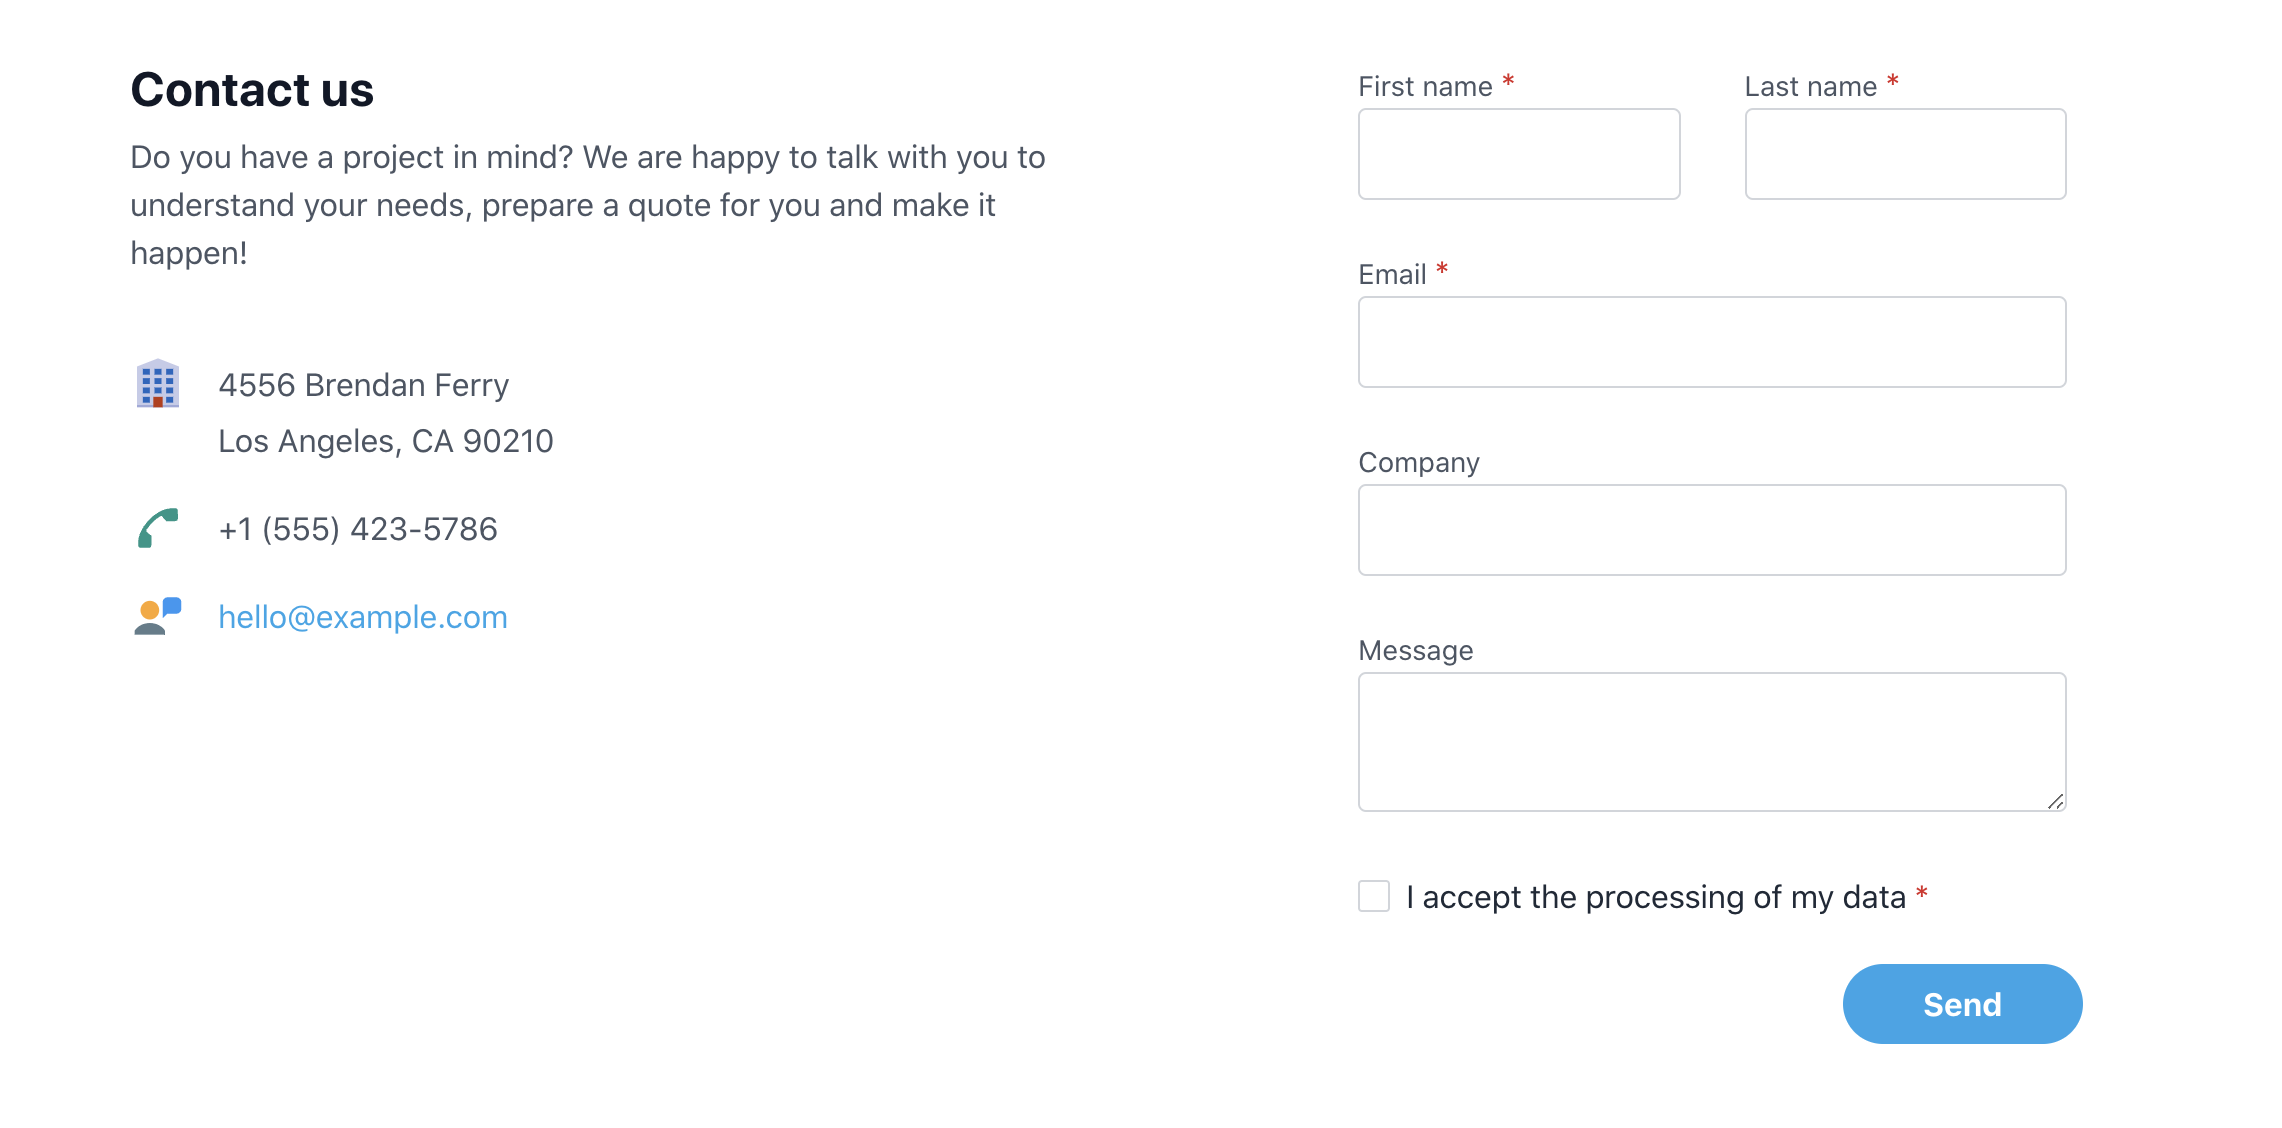 Contact us
Do you have a project in mind? We are happy to talk with you to
understand your needs, prepare a quote for you and make it
happen!
4556 Brendan Ferry
Los Angeles, CA 90210
+1 (555) 423-5786
hello@example.com
First name *
Last name *
Email *
Company
Message
I accept the processing of my data *
Send